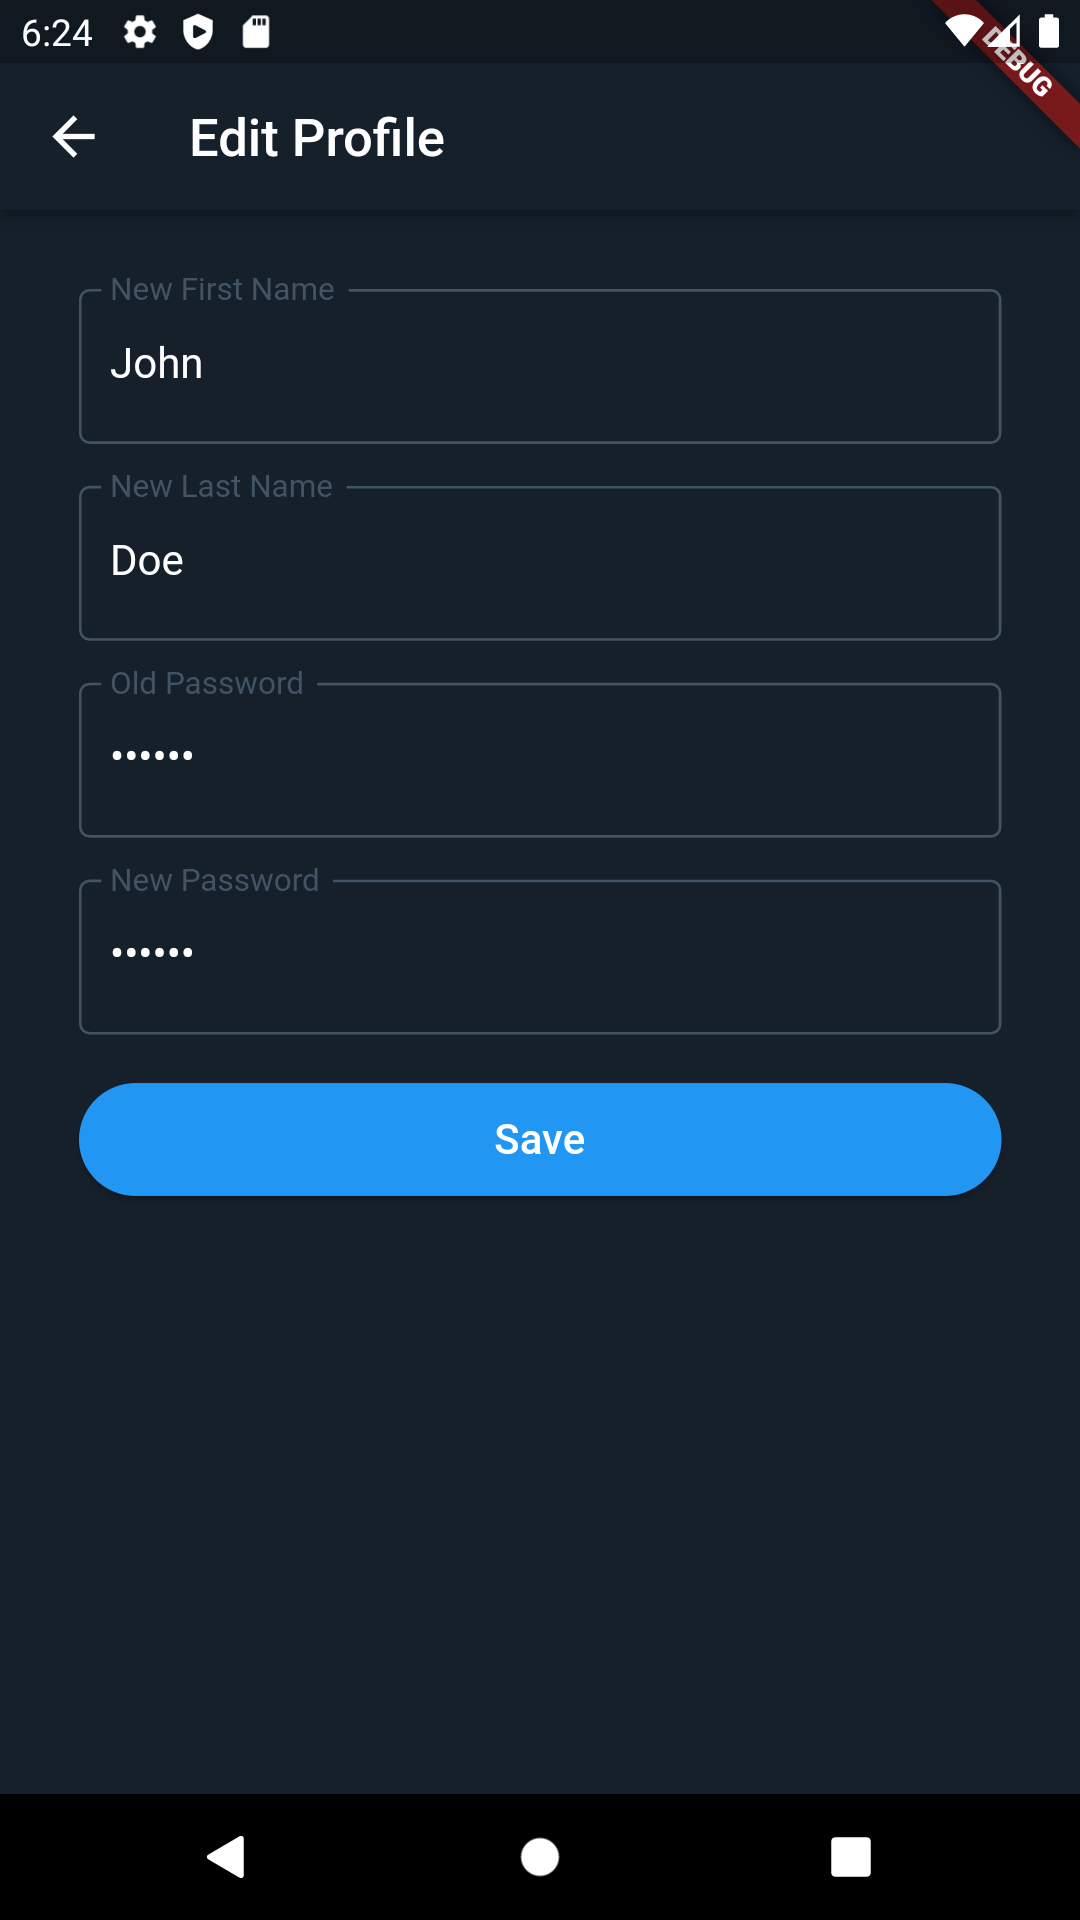 6:24
DEBUG
Edit Profile
New First Name
John
New Last Name
Doe
Old Password
••••••
New Password
••••••
Save